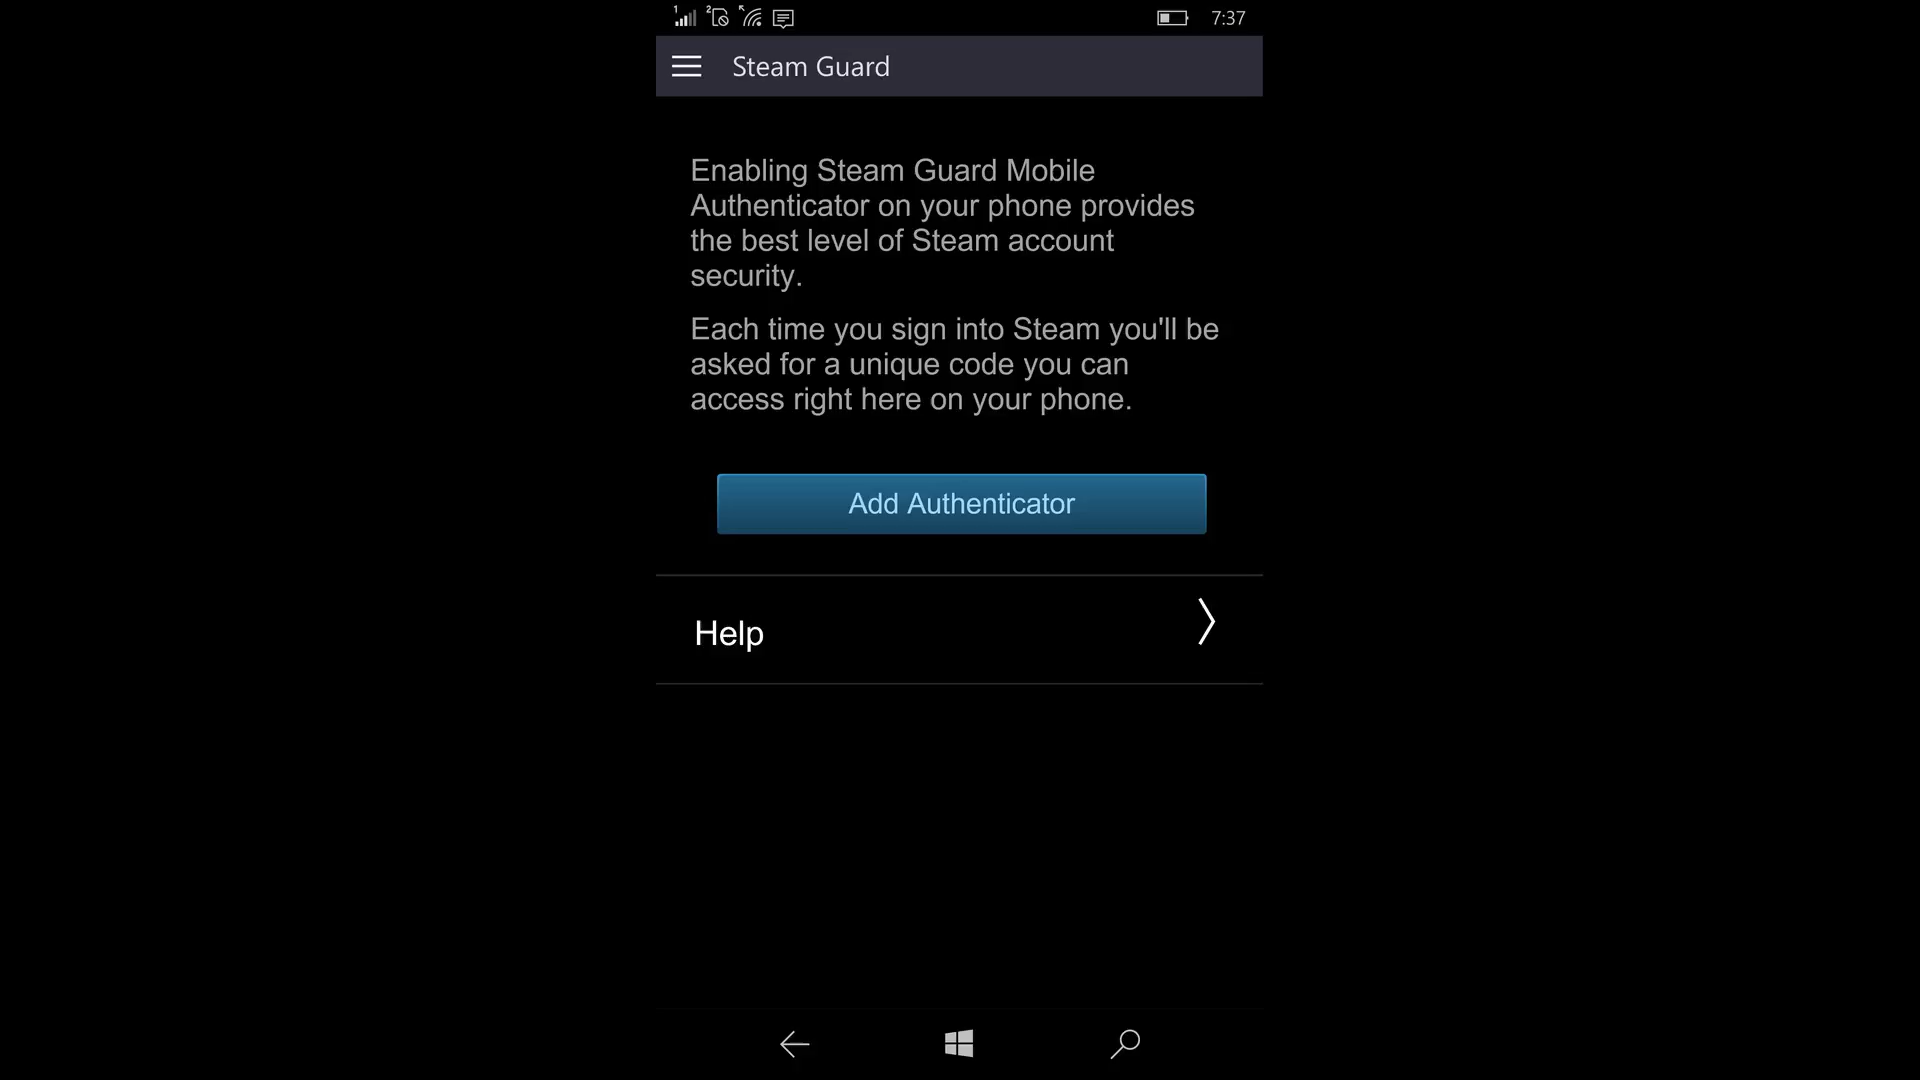 1 2 7:37
Steam Guard
Enabling Steam Guard Mobile
Authenticator on your phone provides
the best level of Steam account
security.
Each time you sign into Steam you'll be
asked for a unique code you can
access right here on your phone.
Add Authenticator
Help